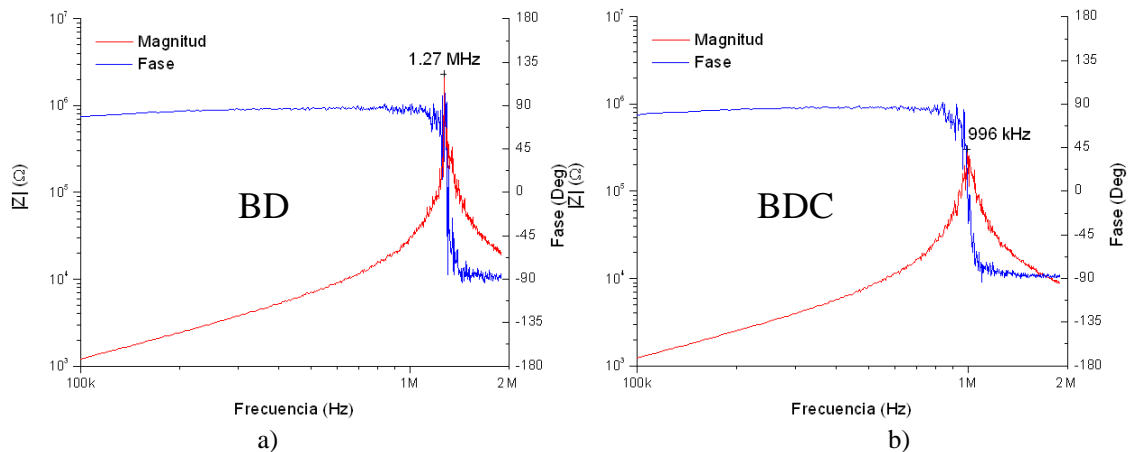 10⁷
10⁶
10⁵
10⁴
10³
|Z| (Ω)
Magnitud
Fase
1.27 MHz
BD
180
135
90
45
0
-45
-90
-135
-180
Fase (Deg)
100k
1M
2 M
Frecuencia (Hz)
a)
10⁷
10⁶
10⁵
10⁴
10³
|Z| (Ω)
Magnitud
Fase
996 kHz
BDC
180
135
90
45
0
-45
-90
-135
-180
Fase (Deg)
100k
1M
2 M
Frecuencia (Hz)
b)